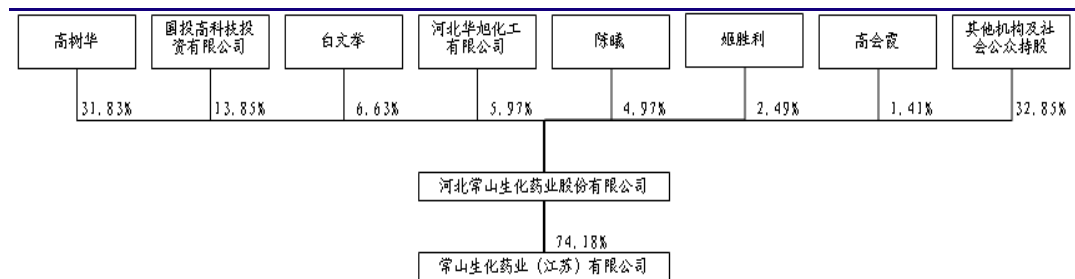 高树华
国投高科技投
资有限公司
白文举
河北华旭化工
有限公司
陈曦
姬胜利
高会霞
其他机构及社
会公众持股
31.83%
13.85%
6.63%
5.97%
4.97%
2.49%
1.41%
32.85%
河北常山生化药业股份有限公司
74.18%
常山生化药业（江苏）有限公司